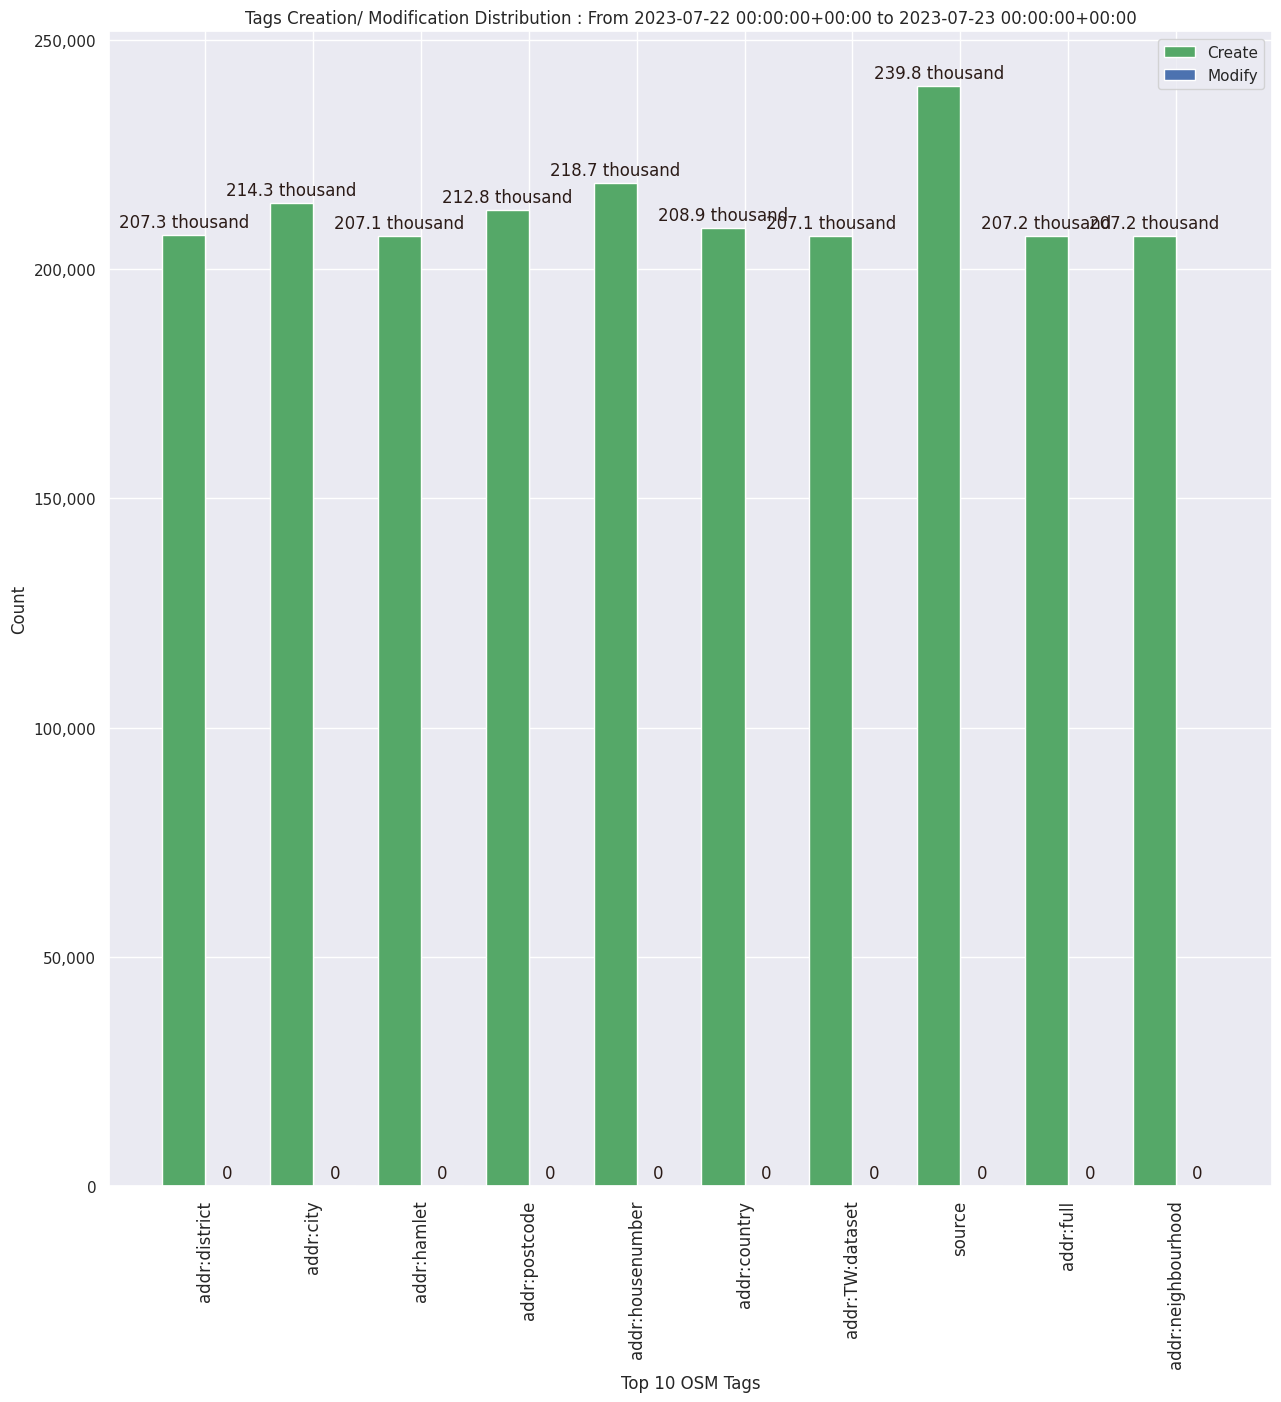 Tags Creation/ Modification Distribution : From 2023-07-22 00:00:00+00:00 to 2023-07-23 00:00:00+00:00
Create
Modify
250,000
200,000
150,000
100,000
50,000
0
Count
207.3 thousand
214.3 thousand
207.1 thousand
212.8 thousand
218.7 thousand
208.9 thousand
207.1 thousand
239.8 thousand
207.2 thousand
207.2 thousand
0
0
0
0
0
0
0
0
0
0
addr:district
addr:city
addr:hamlet
addr:postcode
addr:housenumber
addr:country
addr:TW:dataset
source
addr:full
addr:neighbourhood
Top 10 OSM Tags